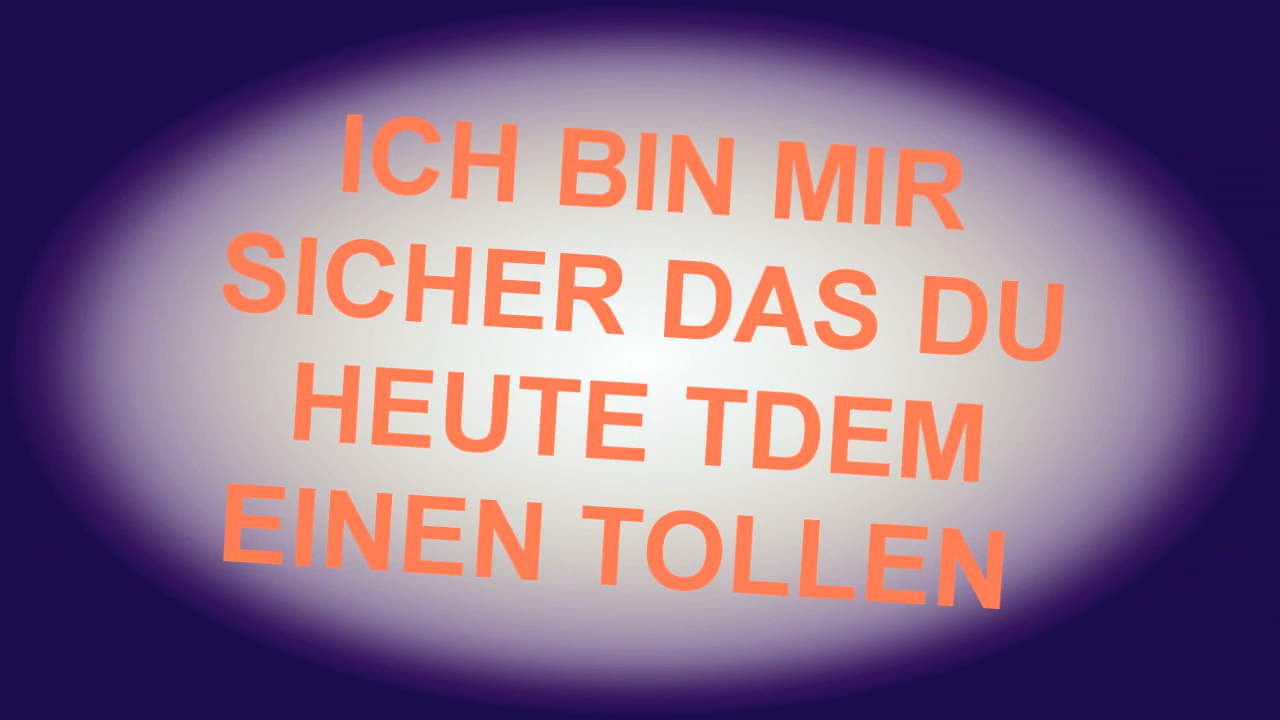 ICH BIN MIR
SICHER DAS DU
HEUTE TDEM
EINEN TOLLEN